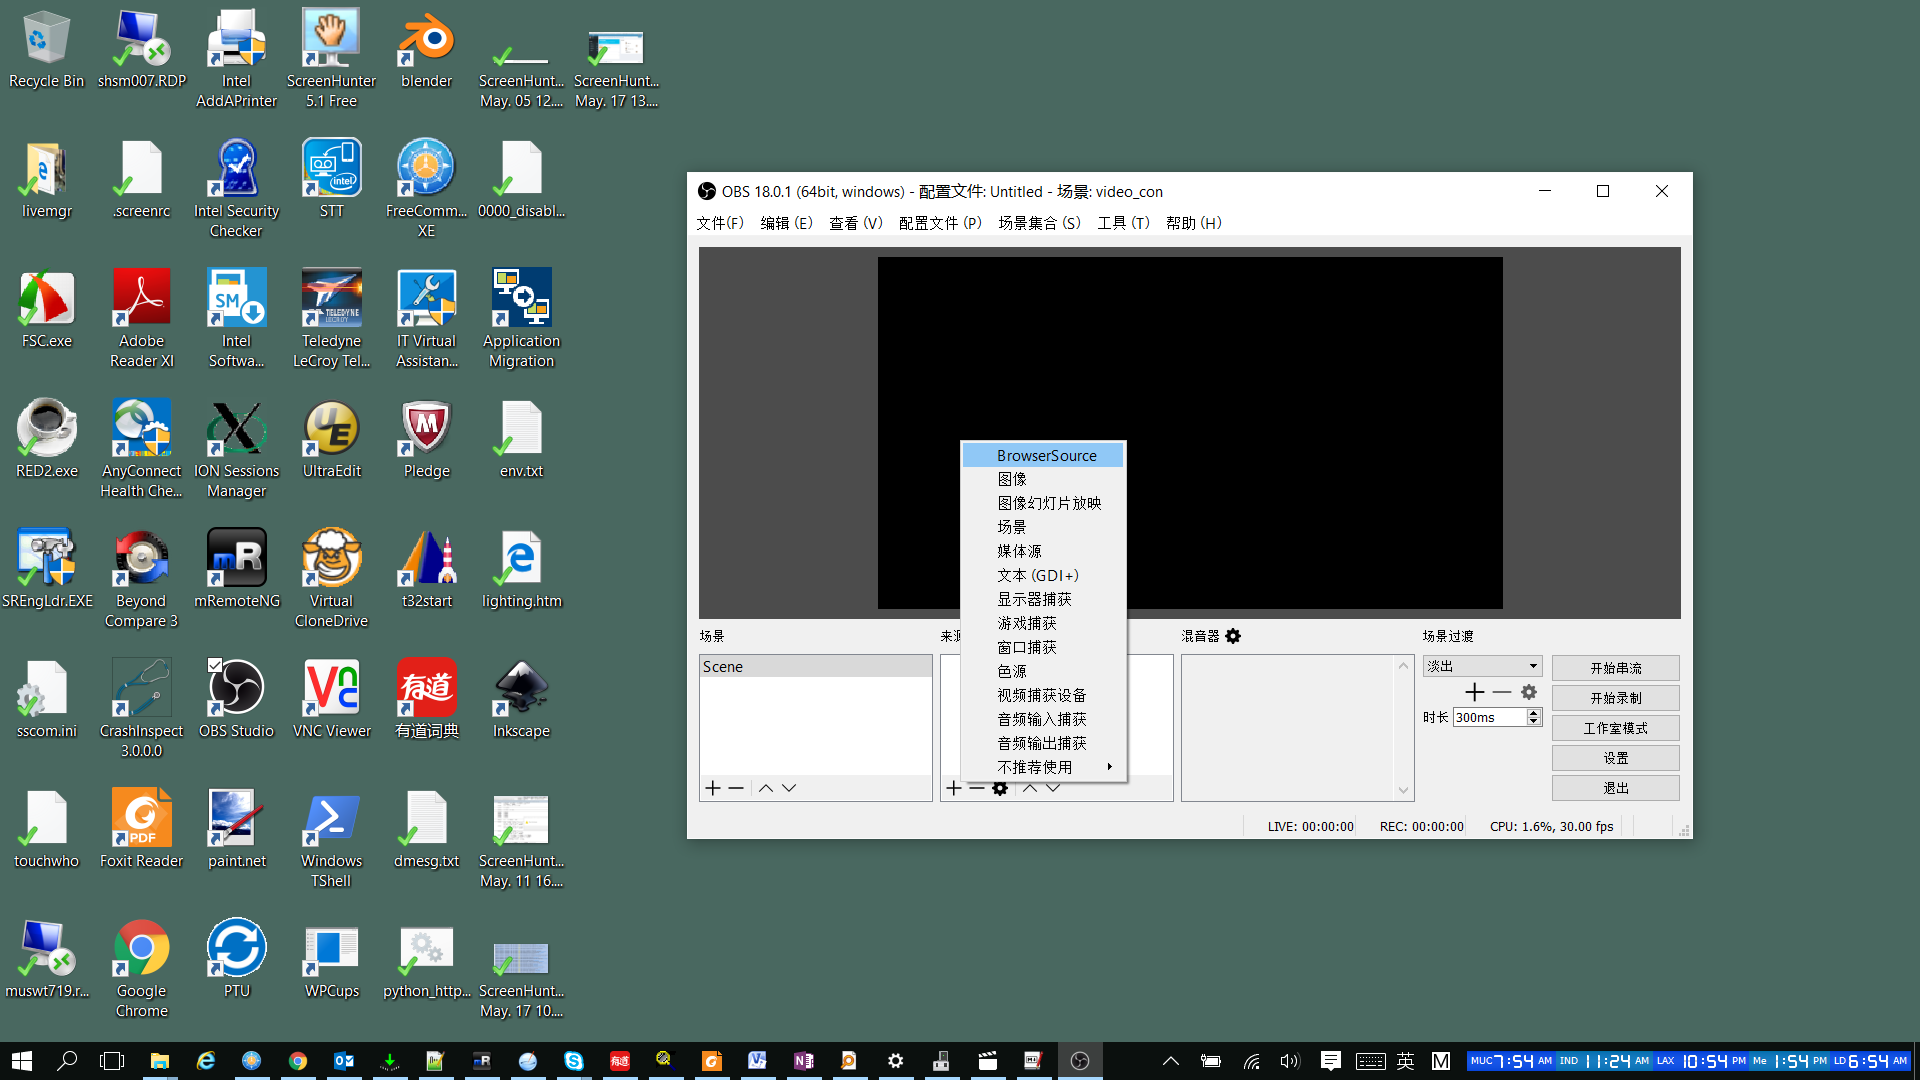 Recycle Bin
shsm007.RDP
Intel
AddAPrinter
ScreenHunter
5.1 Free
blender
ScreenHunt...
May. 05 12....
ScreenHunt...
May. 17 13....
livemgr
.screenrc
Intel Security
Checker
STT
FreeComm...
XE
0000_disabl...
FSC.exe
Adobe
Reader XI
Intel
Softwa...
Teledyne
LeCroy Tel...
IT Virtual
Assistan...
Application
Migration
RED2.exe
AnyConnect
Health Che...
ION Sessions
Manager
UltraEdit
Pledge
env.txt
SREngLdr.EXE
Beyond
Compare 3
mRemoteNG
Virtual
CloneDrive
t32start
lighting.htm
sscom.ini
CrashInspect
3.0.0.0
OBS Studio
VNC Viewer
有道词典
Inkscape
touchwho
Foxit Reader
paint.net
Windows
TShell
dmesg.txt
ScreenHunt...
May. 11 16....
muswt719.r...
Google
Chrome
PTU
WPCups
python_http...
ScreenHunt...
May. 17 10....
OBS 18.0.1 (64bit, windows) - 配置文件: Untitled - 场景: video_con
文件(F) 编辑 (E) 查看 (V) 配置文件 (P) 场景集合 (S) 工具 (T) 帮助 (H)
BrowserSource
图像
图像幻灯片放映
场景
媒体源
文本 (GDI+)
显示器捕获
游戏捕获
窗口捕获
色源
视频捕获设备
音频输入捕获
音频输出捕获
不推荐使用
场景
Scene
来源
混音器
场景过渡
淡出
时长 300ms
开始串流
开始录制
工作室模式
设置
退出
LIVE: 00:00:00 REC: 00:00:00 CPU: 1.6%, 30.00 fps
英
MUC 7:54 AM IND 11:24 AM LAX 10:54 PM Me 1:54 PM LD 6:54 AM